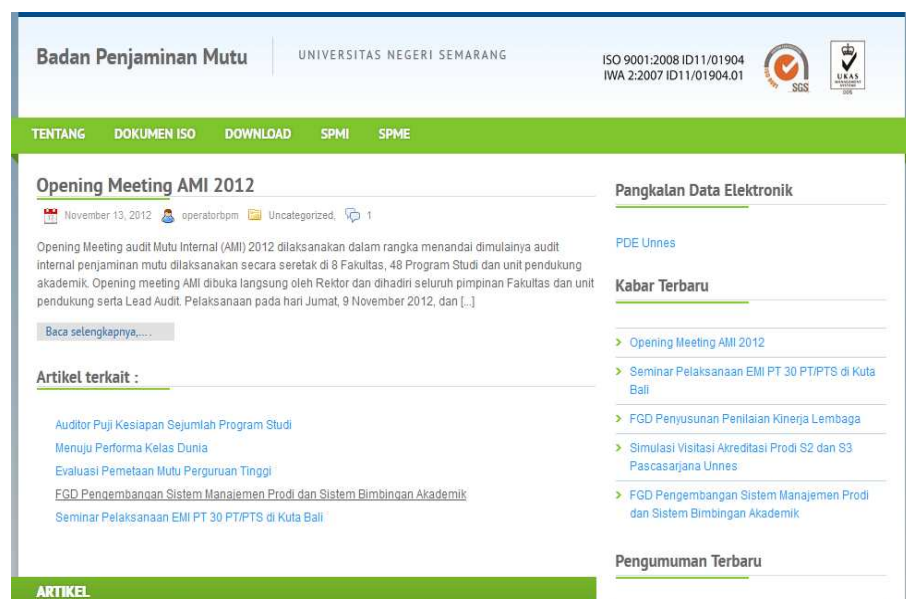 Badan Penjaminan Mutu
UNIVERSITAS NEGERI SEMARANG
ISO 9001:2008 ID11/01904
IWA 2:2007 ID11/01904.01
SGS
UKAS
TENTANG DOKUMEN ISO DOWNLOAD SPMI SPME
Opening Meeting AMI 2012
November 13, 2012 operatorbpm Uncategorized, 1
Opening Meeting audit Mutu Internal (AMI) 2012 dilaksanakan dalam rangka menandai dimulainya audit
internal penjaminan mutu dilaksanakan secara seretak di 8 Fakultas, 48 Program Studi dan unit pendukung
akademik. Opening meeting AMI dibuka langsung oleh Rektor dan dihadiri seluruh pimpinan Fakultas dan unit
pendukung serta Lead Audit. Pelaksanaan pada hari Jumat, 9 November 2012, dan [...]
Baca selengkapnya,....
Artikel terkait :
Auditor Puji Kesiapan Sejumlah Program Studi
Menuju Performa Kelas Dunia
Evaluasi Pemetaan Mutu Perguruan Tinggi
FGD Pengembangan Sistem Manajemen Prodi dan Sistem Bimbingan Akademik
Seminar Pelaksanaan EMI PT 30 PT/PTS di Kuta Bali
ARTIKEL
Pangkalan Data Elektronik
PDE Unnes
Kabar Terbaru
Opening Meeting AMI 2012
Seminar Pelaksanaan EMI PT 30 PT/PTS di Kuta
Bali
FGD Penyusunan Penilaian Kinerja Lembaga
Simulasi Visitasi Akreditasi Prodi S2 dan S3
Pascasarjana Unnes
FGD Pengembangan Sistem Manajemen Prodi
dan Sistem Bimbingan Akademik
Pengumuman Terbaru